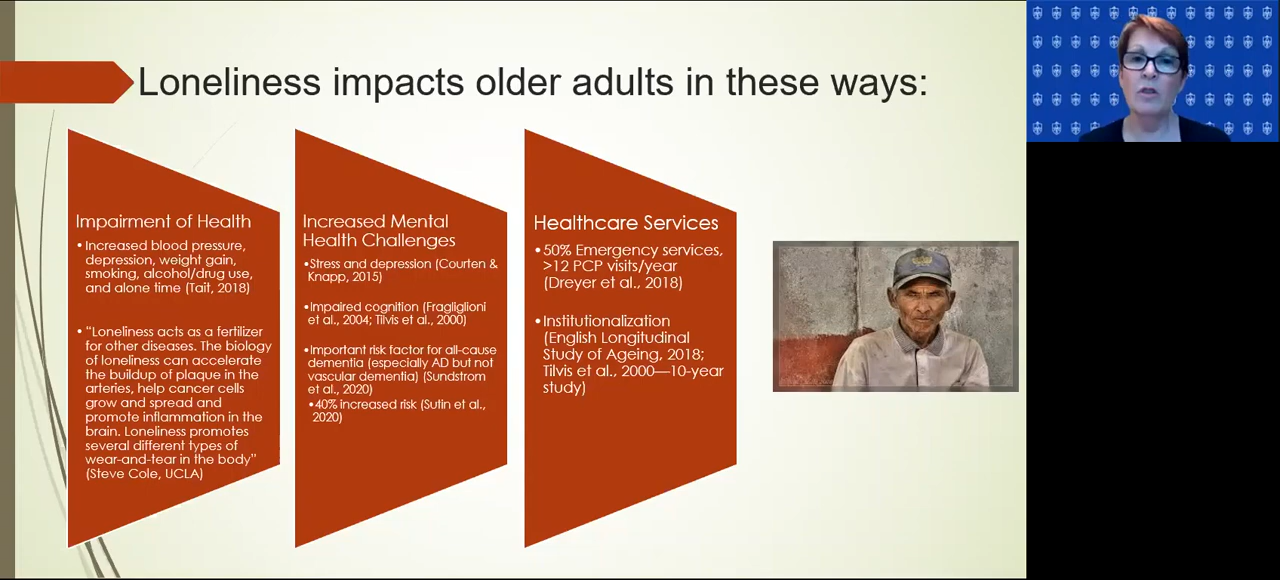 Loneliness impacts older adults in these ways:
Impairment of Health
•Increased blood pressure,
depression, weight gain,
smoking, alcohol/drug use,
and alone time (Tait, 2018)
•“Loneliness acts as a fertilizer
for other diseases. The biology
of loneliness can accelerate
the buildup of plaque in the
arteries, help cancer cells
grow and spread and
promote inflammation in the
brain. Loneliness promotes
several different types of
wear-and-tear in the body”
(Steve Cole, UCLA)
Increased Mental
Health Challenges
•Stress and depression (Courten &
Knapp, 2015)
•Impaired cognition (Fragliglioni
et al., 2004; Tilvis et al., 2000)
•Important risk factor for all-cause
dementia (especially AD but not
vascular dementia) (Sundstrom
et al., 2020)
•40% increased risk (Sutin et al.,
2020)
Healthcare Services
•50% Emergency services,
>12 PCP visits/year
(Dreyer et al., 2018)
•Institutionalization
(English Longitudinal
Study of Ageing, 2018;
Tilvis et al., 2000—10-year
study)